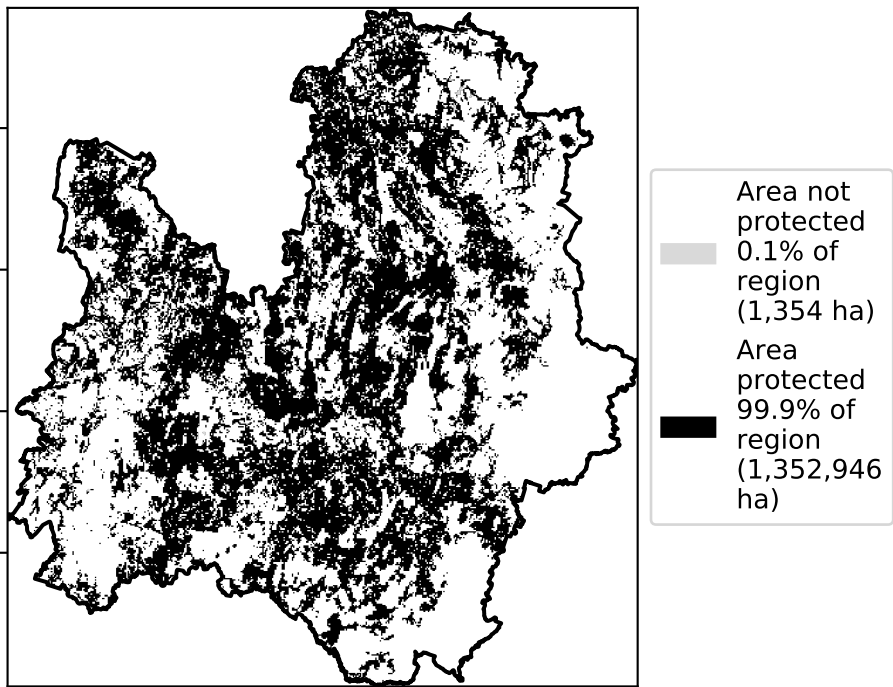 Area not
protected
0.1% of
region
(1,354 ha)
Area
protected
99.9% of
region
(1,352,946
ha)